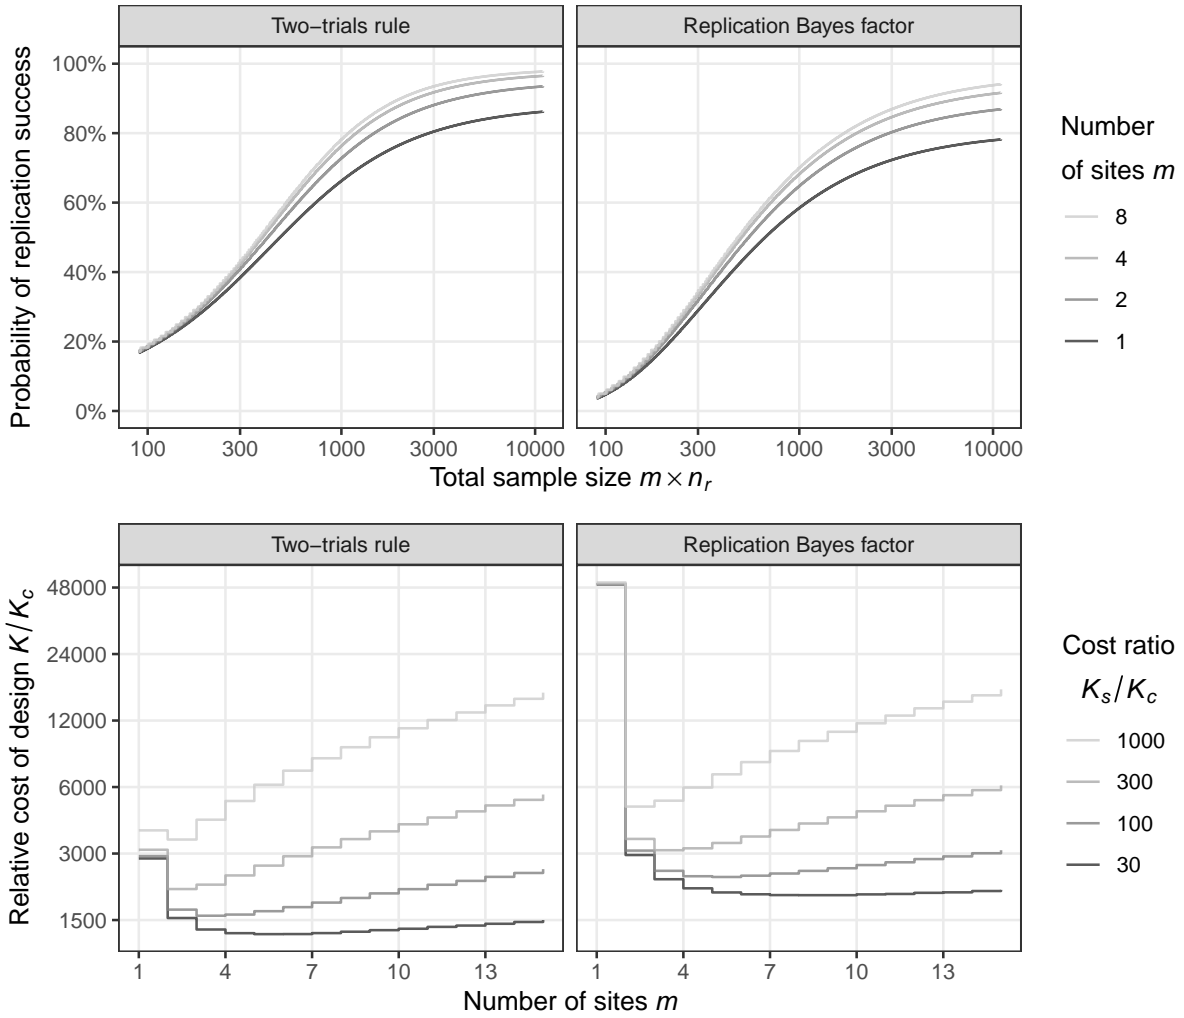 Two−trials rule
Replication Bayes factor
Probability of replication success
100%
80%
60%
40%
20%
0%
100 300 1000 3000 10000
100 300 1000 3000 10000
Total sample size m × n_r
Number
of sites m
8
4
2
1
Two−trials rule
Replication Bayes factor
Relative cost of design K/K_c
48000
24000
12000
6000
3000
1500
1 4 7 10 13
1 4 7 10 13
Number of sites m
Cost ratio
K_s/K_c
1000
300
100
30